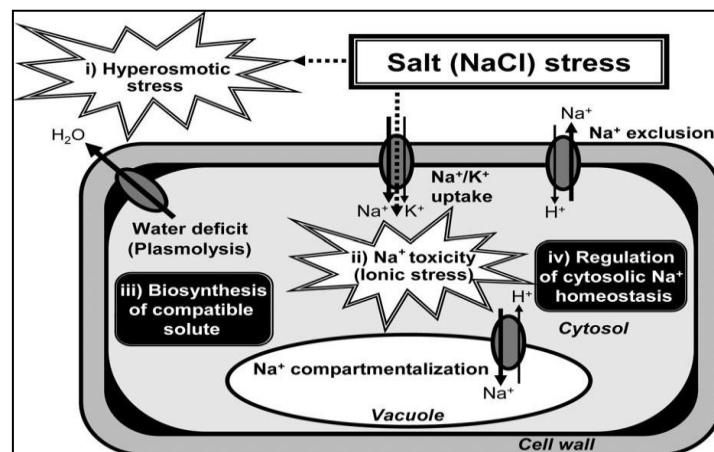 Salt (NaCl) stress
i) Hyperosmotic
stress
H₂O
Na⁺
Na⁺ exclusion
Na⁺/K⁺
uptake
Na⁺
K⁺
H⁺
Water deficit
(Plasmolysis)
ii) Na⁺ toxicity
(Ionic stress)
iii) Biosynthesis
of compatible
solute
iv) Regulation
of cytosolic Na⁺
homeostasis
H⁺
Cytosol
Na⁺ compartmentalization
Na⁺
Vacuole
Cell wall